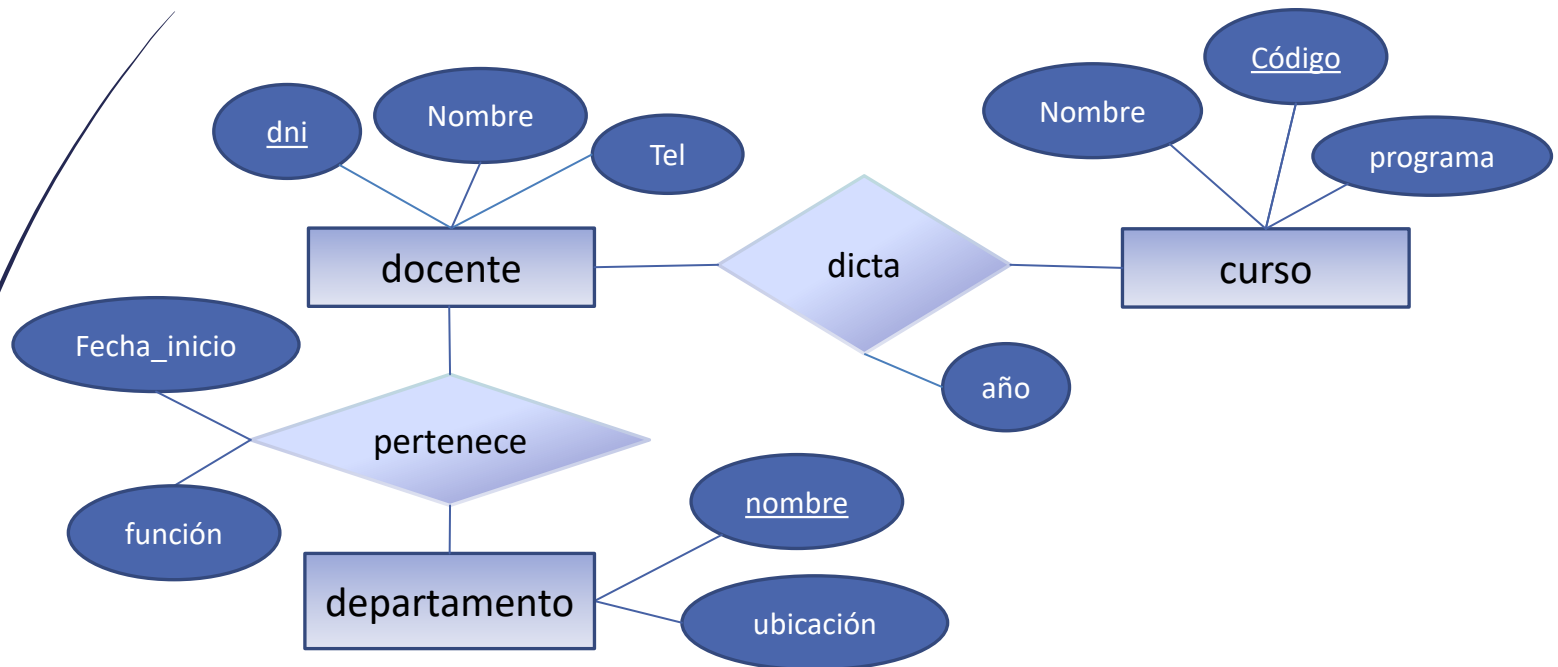 Código
Nombre
Nombre
dni
Tel
programa
docente
dicta
curso
Fecha_inicio
año
pertenece
nombre
función
departamento
ubicación